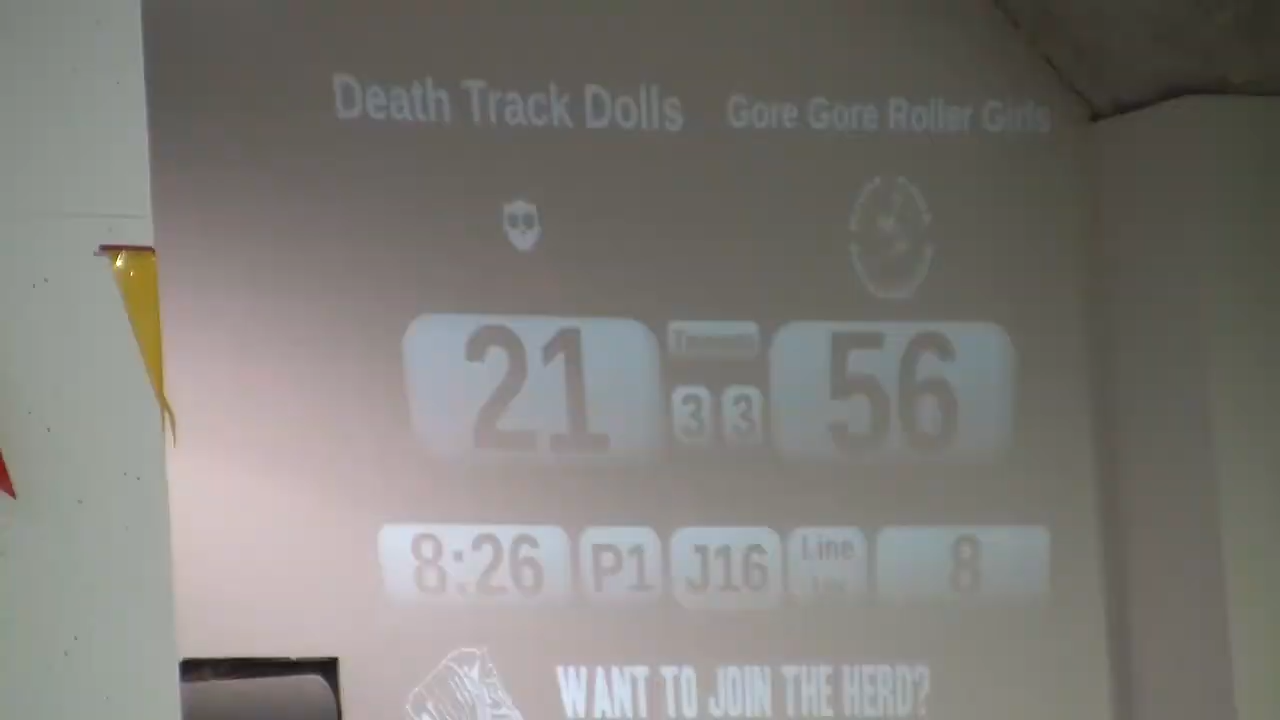 Death Track Dolls Gore Gore Roller Girls
Timeouts
21 3 3 56
8:26 P1 J16 Line 8
WANT TO JOIN THE HERD?